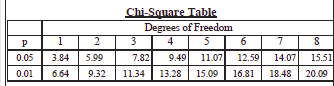 Chi-Square Table
Degrees of Freedom
p 1 2 3 4 5 6 7 8
0.05 3.84 5.99 7.82 9.49 11.07 12.59 14.07 15.51
0.01 6.64 9.32 11.34 13.28 15.09 16.81 18.48 20.09